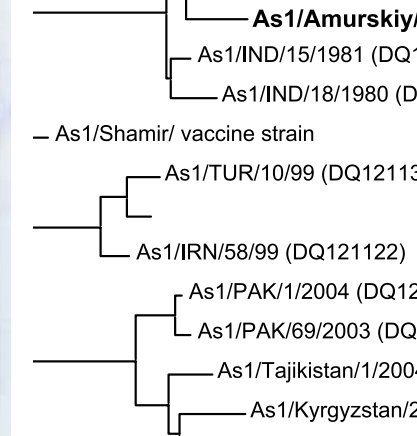 As1/Amurskiy/
As1/IND/15/1981 (DQ1
As1/IND/18/1980 (D
As1/Shamir/ vaccine strain
As1/TUR/10/99 (DQ12113
As1/IRN/58/99 (DQ121122)
As1/PAK/1/2004 (DQ12
As1/PAK/69/2003 (DQ
As1/Tajikistan/1/2004
As1/Kyrgyzstan/2